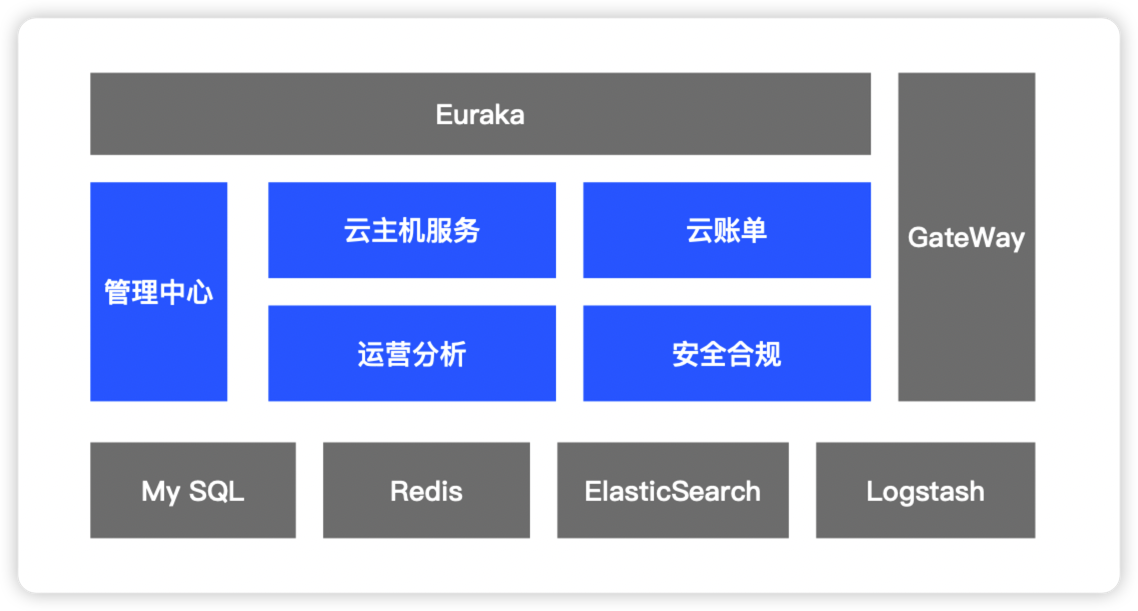 Euraka
GateWay
管理中心
云主机服务
云账单
运营分析
安全合规
My SQL
Redis
ElasticSearch
Logstash